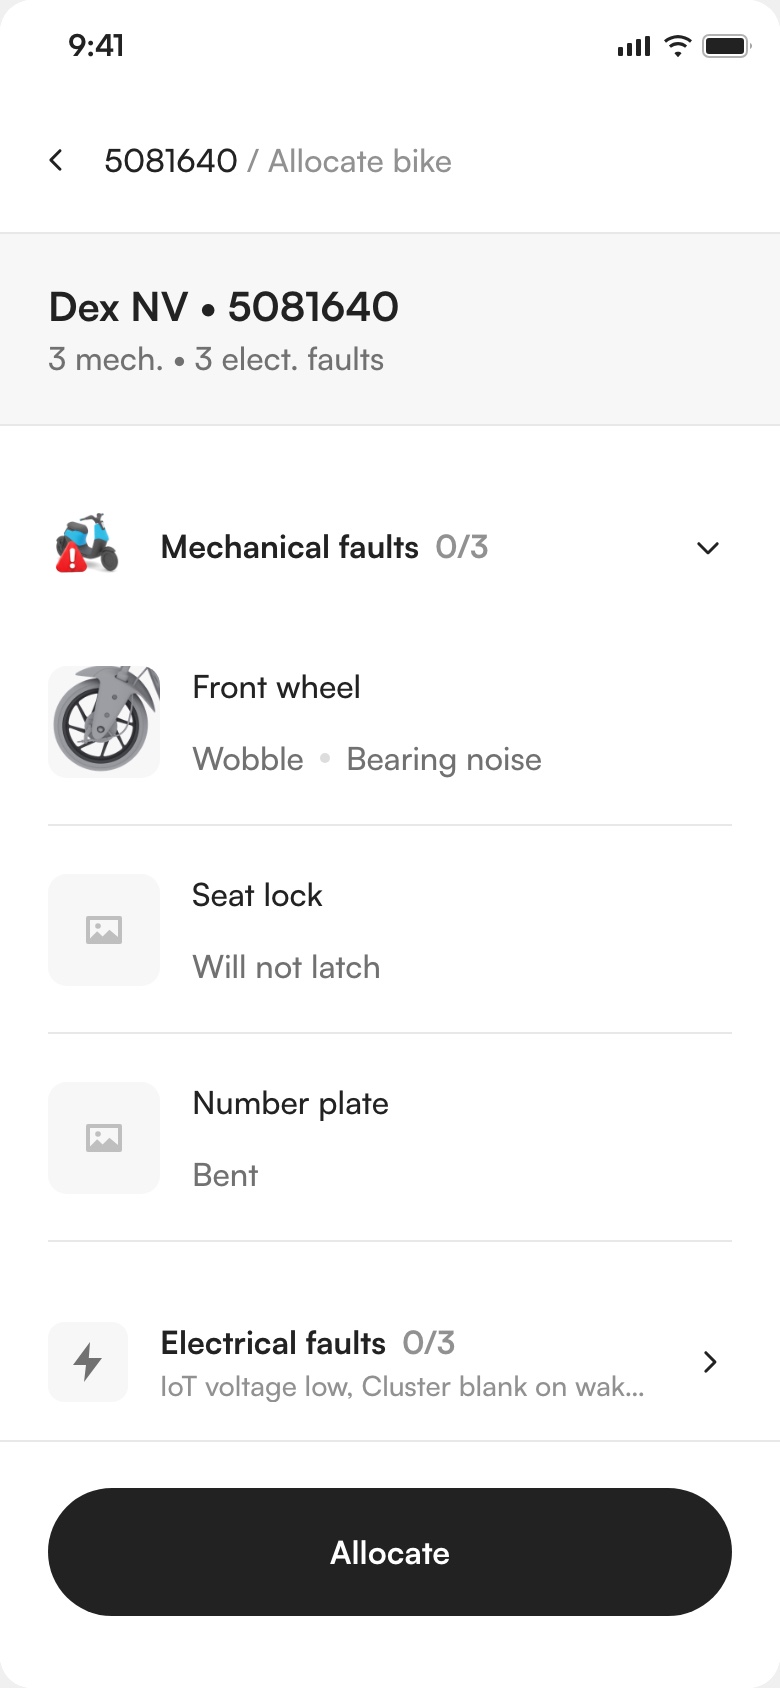 9:41
5081640 / Allocate bike
Dex NV • 5081640
3 mech. • 3 elect. faults
Mechanical faults 0/3
Front wheel
Wobble • Bearing noise
Seat lock
Will not latch
Number plate
Bent
Electrical faults 0/3
IoT voltage low, Cluster blank on wak...
Allocate